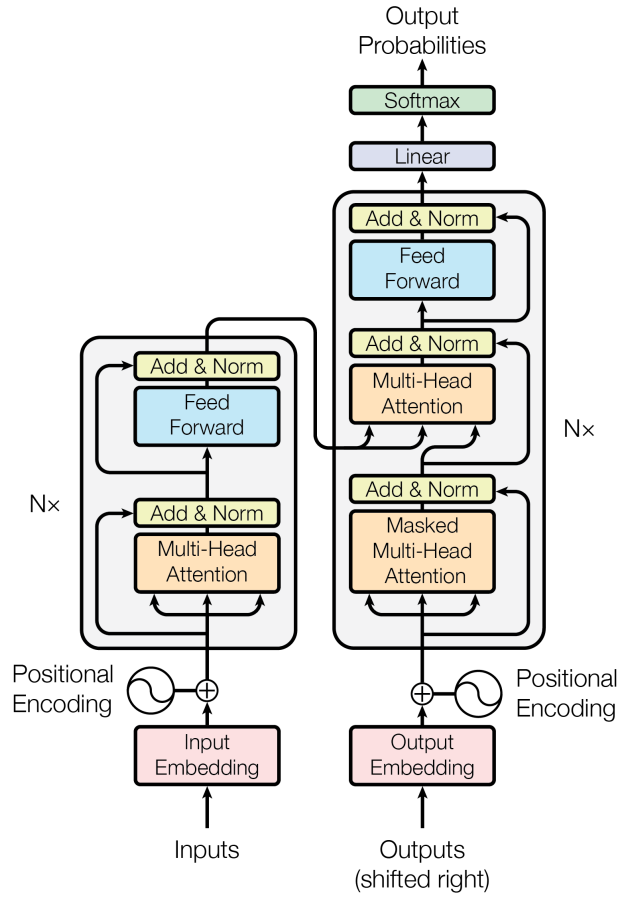 Output
Probabilities
Softmax
Linear
Add & Norm
Feed
Forward
Add & Norm
Multi-Head
Attention
Add & Norm
Masked
Multi-Head
Attention
N×
Add & Norm
Feed
Forward
Add & Norm
Multi-Head
Attention
N×
Positional
Encoding
Input
Embedding
Inputs
Positional
Encoding
Output
Embedding
Outputs
(shifted right)